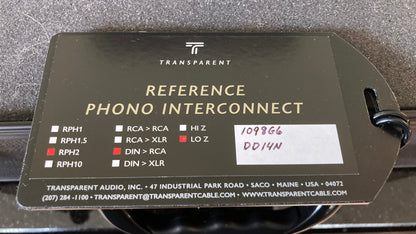 TRANSPARENT
REFERENCE
PHONO INTERCONNECT
RPH1 RCA > RCA HI Z
RPH1.5 RCA > XLR LO Z
RPH2 DIN > RCA
RPH10 DIN > XLR
1098G6
DD14N
TRANSPARENT AUDIO, INC. • 47 INDUSTRIAL PARK ROAD • SACO • MAINE • USA • 04072
(207) 284 -1100 • TRANSPARENT@TRANSPARENTCABLE.COM • WWW.TRANSPARENTCABLE.COM